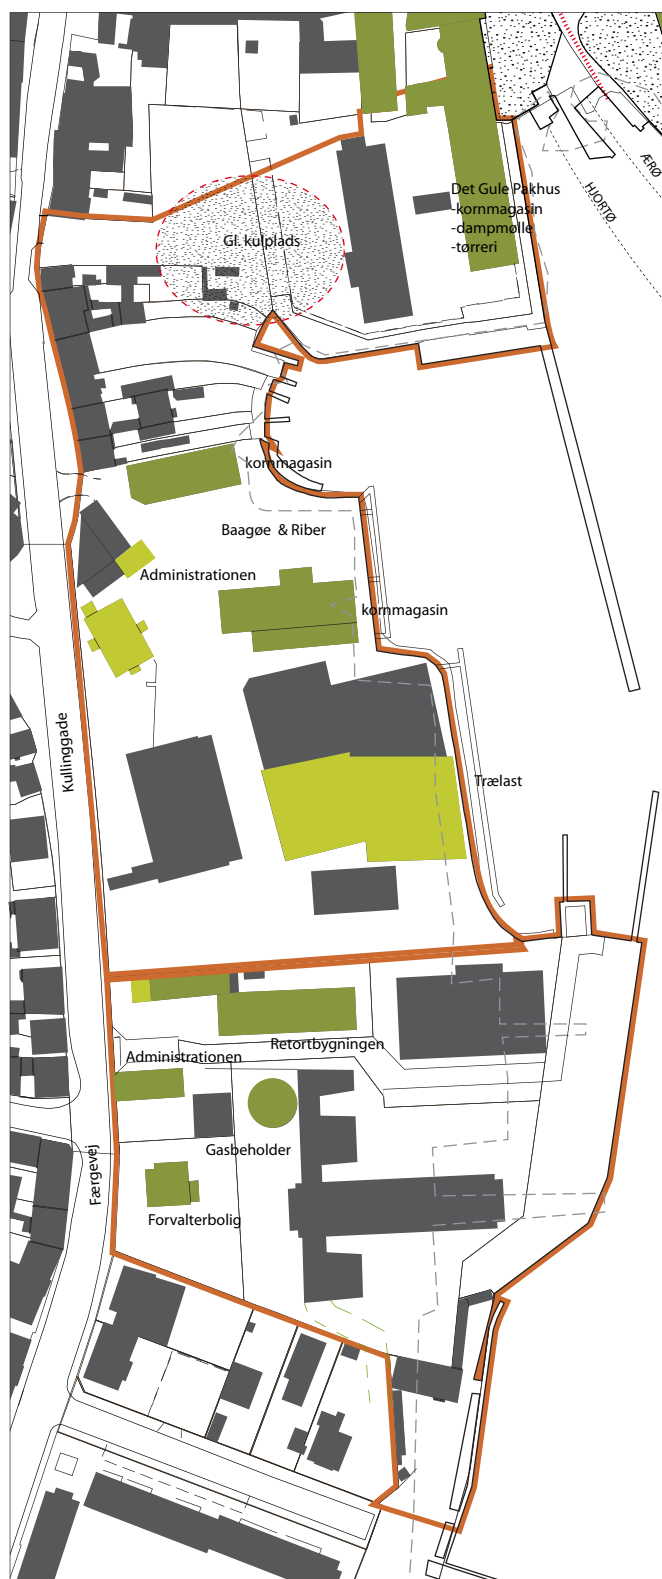 ÆRØ
HJORTØ
Det Gule Pakhus
-kornmagasin
-dampmølle
-tørreri
Gl. kulplads
kornmagasin
Baagøe & Riber
Administrationen
kornmagasin
Kullinggade
Trælast
Retortbygningen
Administrationen
Gasbeholder
Færgevej
Forvalterbolig